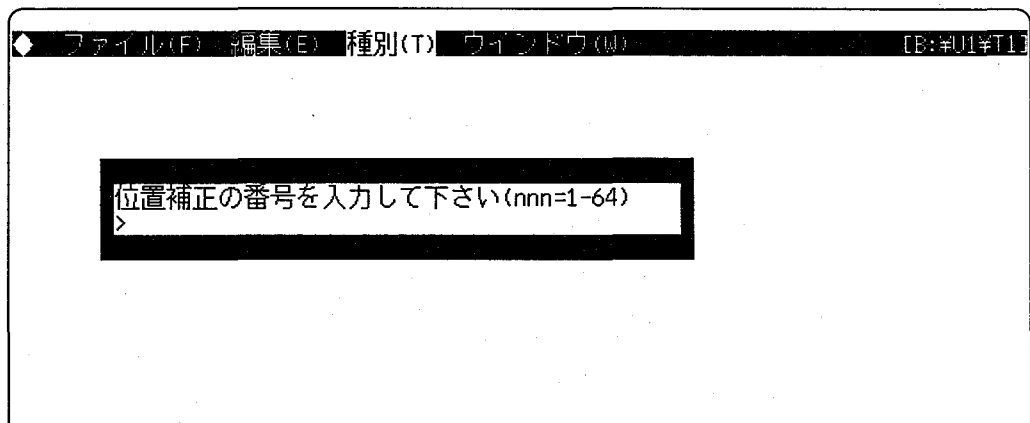 ファイル(F) 編集(E) 種別(T) ウインドウ(W) [B:¥U1¥T1]
位置補正の番号を入力して下さい(nnn=1-64)
>